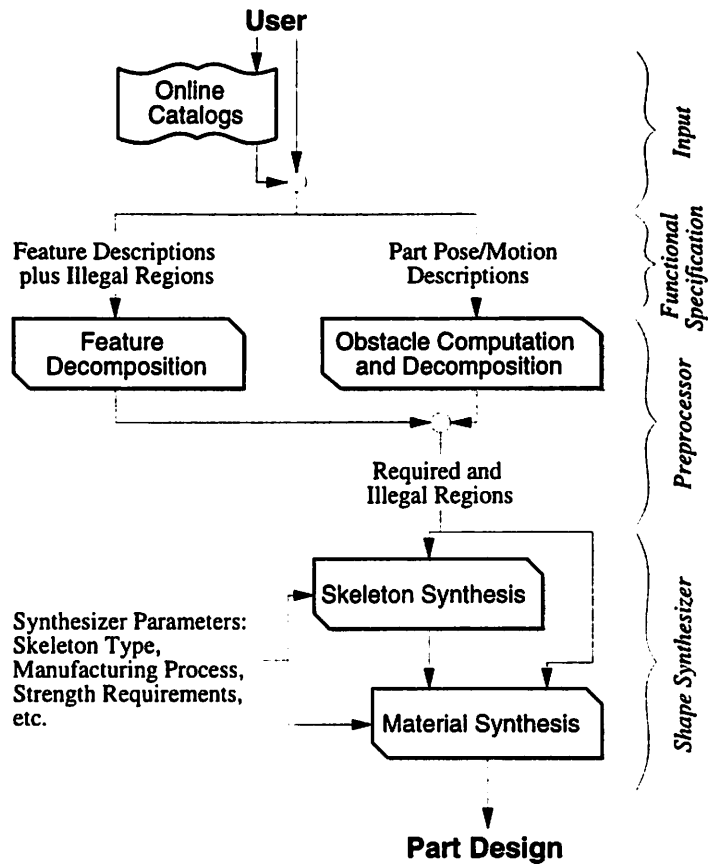 User
Online
Catalogs
Input
Feature Descriptions
plus Illegal Regions
Part Pose/Motion
Descriptions
Functional
Specification
Feature
Decomposition
Obstacle Computation
and Decomposition
Preprocessor
Required and
Illegal Regions
Skeleton Synthesis
Synthesizer Parameters:
Skeleton Type,
Manufacturing Process,
Strength Requirements,
etc.
Material Synthesis
Shape Synthesizer
Part Design